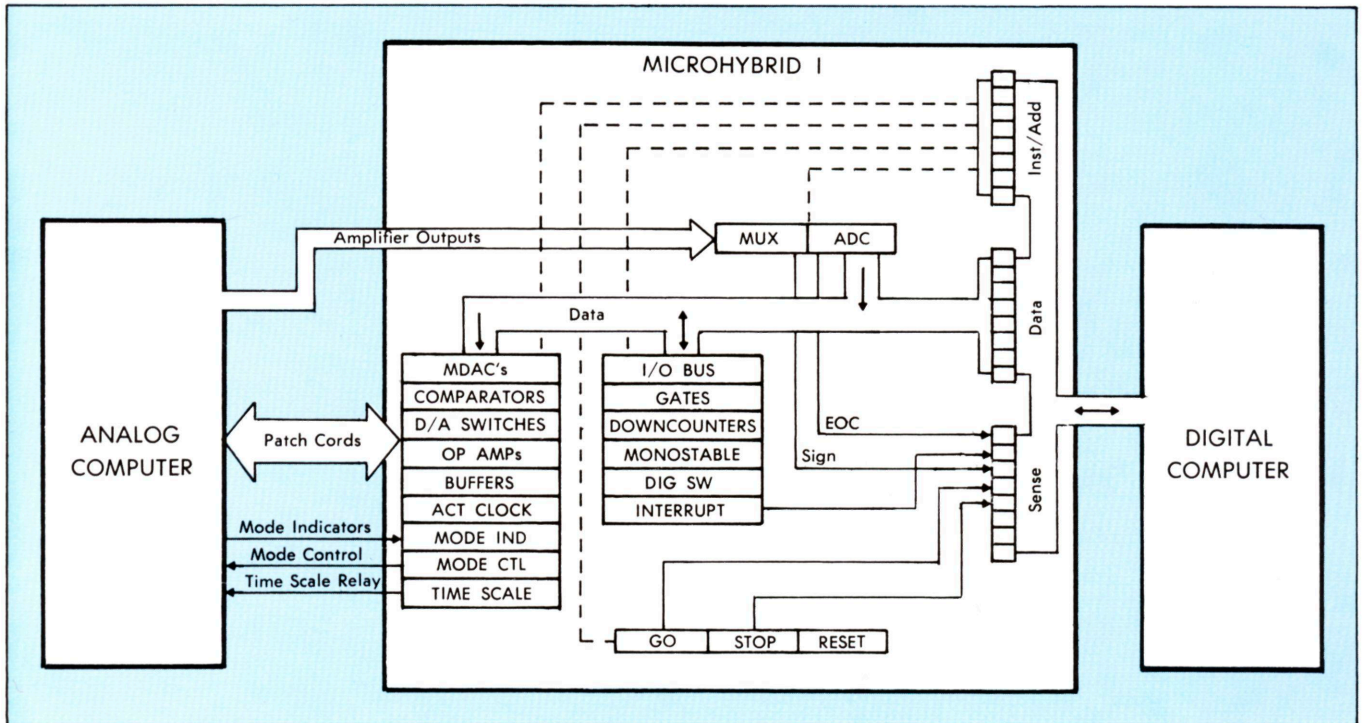 MICROHYBRID I
Inst/Add
Amplifier Outputs
MUX
ADC
Data
Data
MDAC's
COMPARATORS
D/A SWITCHES
OP AMPs
BUFFERS
ACT CLOCK
MODE IND
MODE CTL
TIME SCALE
I/O BUS
GATES
DOWNCOUNTERS
MONOSTABLE
DIG SW
INTERRUPT
EOC
Sign
Sense
ANALOG
COMPUTER
Patch Cords
Mode Indicators
Mode Control
Time Scale Relay
DIGITAL
COMPUTER
GO
STOP
RESET